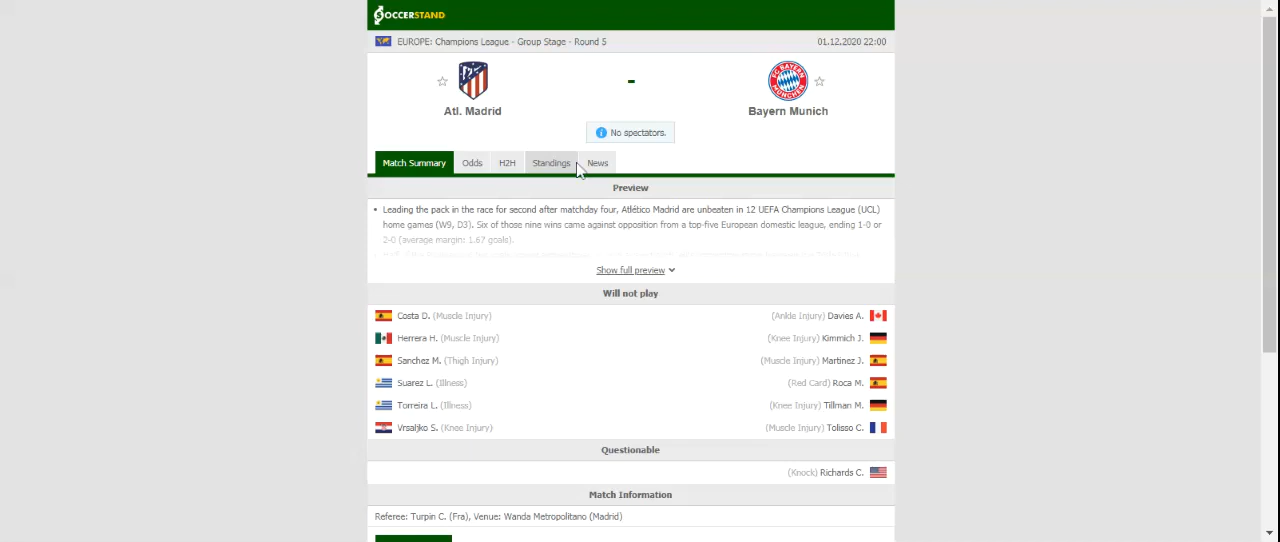 SOCCERSTAND
EUROPE: Champions League - Group Stage - Round 5 01.12.2020 22:00
-
Atl. Madrid Bayern Munich
No spectators.
Match Summary Odds H2H Standings News
Preview
• Leading the pack in the race for second after matchday four, Atlético Madrid are unbeaten in 12 UEFA Champions League (UCL)
home games (W9, D3). Six of those nine wins came against opposition from a top-five European domestic league, ending 1-0 or
2-0 (average margin: 1.67 goals).
Show full preview
Will not play
Costa D. (Muscle Injury) (Ankle Injury) Davies A.
Herrera H. (Muscle Injury) (Knee Injury) Kimmich J.
Sanchez M. (Thigh Injury) (Muscle Injury) Martinez J.
Suarez L. (Illness) (Red Card) Roca M.
Torreira L. (Illness) (Knee Injury) Tillman M.
Vrsaljko S. (Knee Injury) (Muscle Injury) Tolisso C.
Questionable
(Knock) Richards C.
Match Information
Referee: Turpin C. (Fra), Venue: Wanda Metropolitano (Madrid)